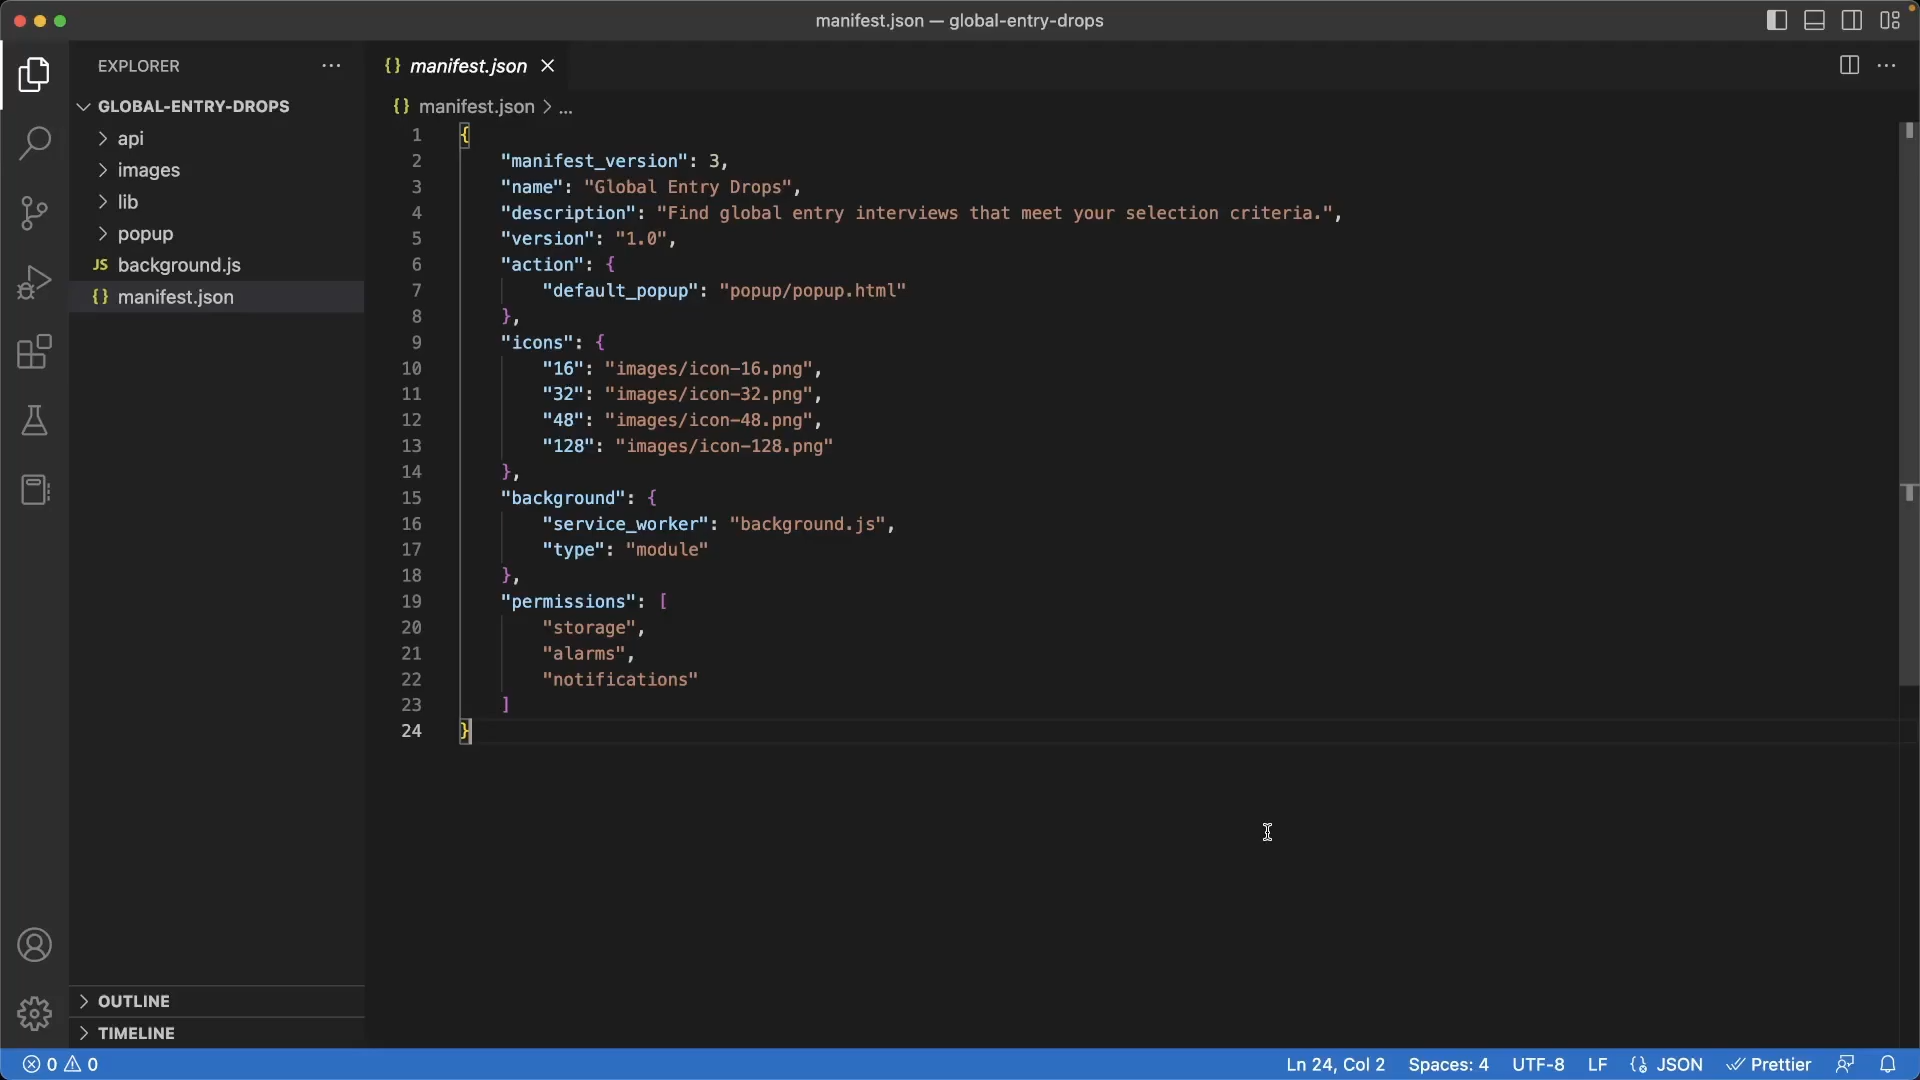 manifest.json — global-entry-drops
EXPLORER
GLOBAL-ENTRY-DROPS
api
images
lib
popup
JS background.js
{} manifest.json
OUTLINE
TIMELINE
{} manifest.json
{} manifest.json > ...
1 {
2 "manifest_version": 3,
3 "name": "Global Entry Drops",
4 "description": "Find global entry interviews that meet your selection criteria.",
5 "version": "1.0",
6 "action": {
7 "default_popup": "popup/popup.html"
8 },
9 "icons": {
10 "16": "images/icon-16.png",
11 "32": "images/icon-32.png",
12 "48": "images/icon-48.png",
13 "128": "images/icon-128.png"
14 },
15 "background": {
16 "service_worker": "background.js",
17 "type": "module"
18 },
19 "permissions": [
20 "storage",
21 "alarms",
22 "notifications"
23 ]
24 }
0 0 Ln 24, Col 2 Spaces: 4 UTF-8 LF JSON Prettier